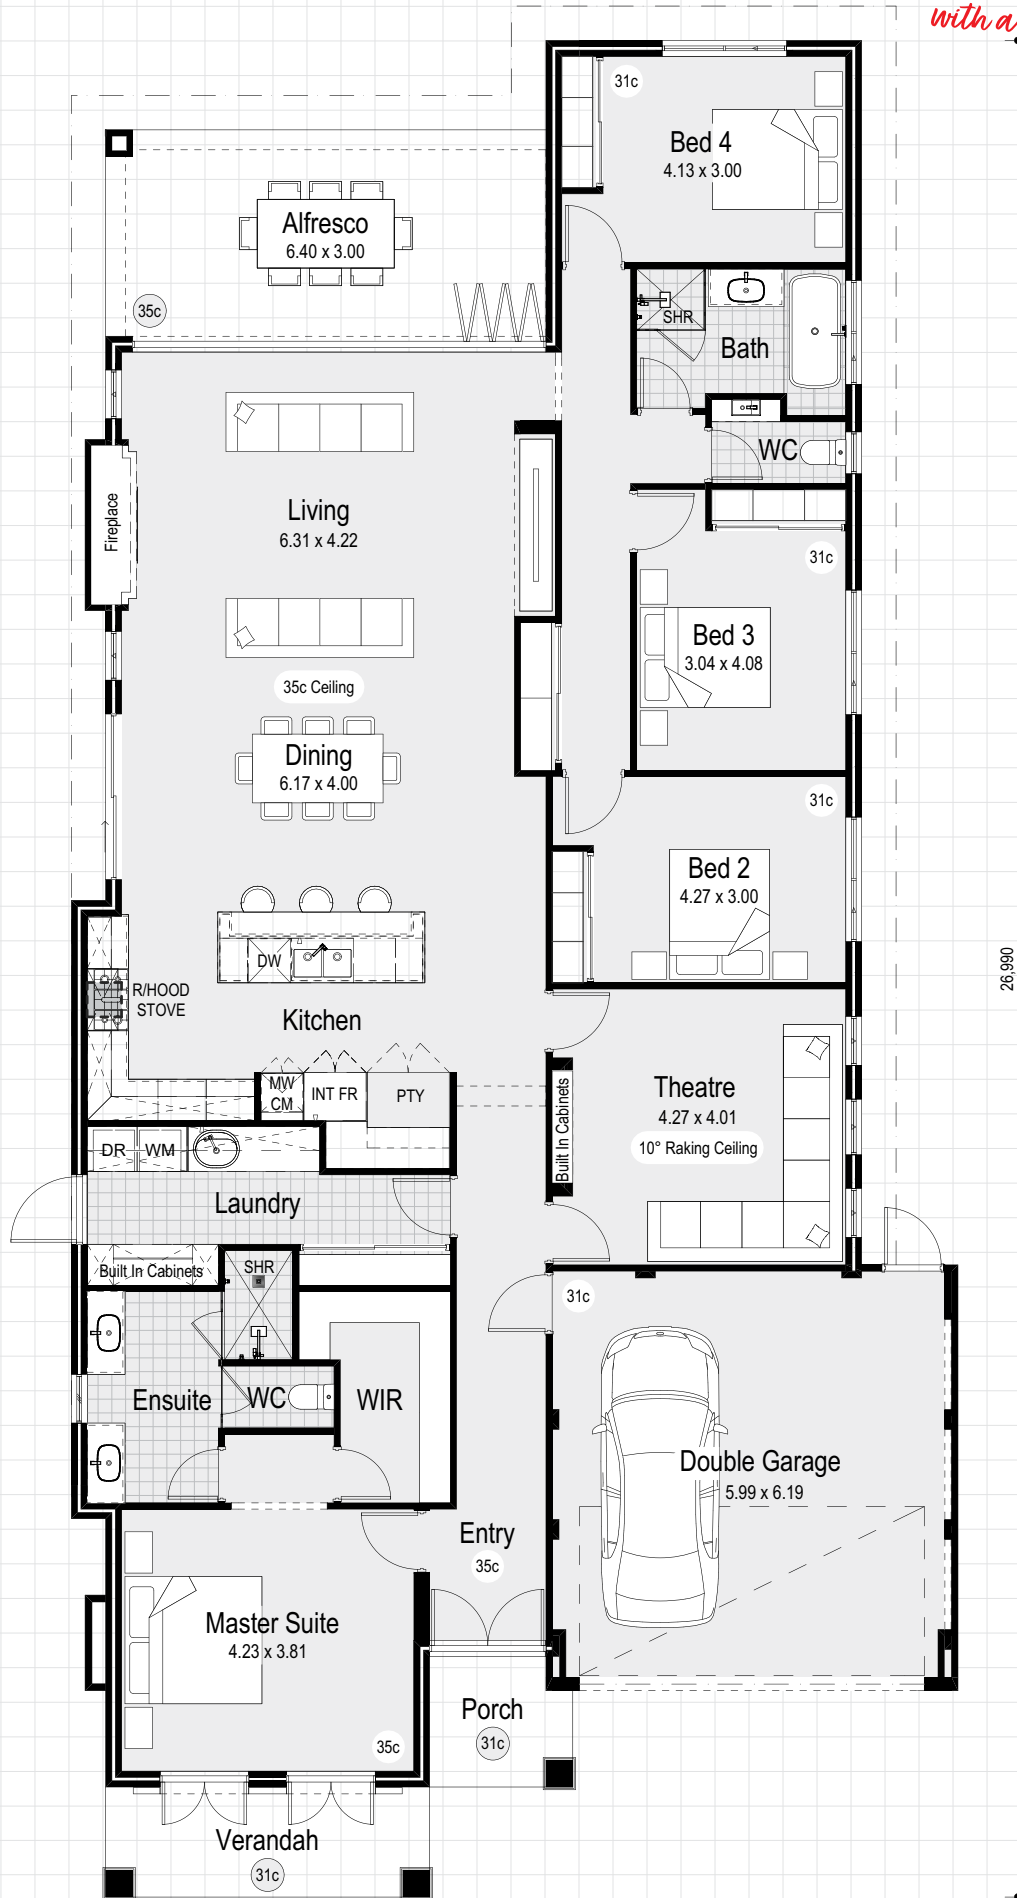 with a
31c
Bed 4
4.13 x 3.00
Alfresco
6.40 x 3.00
35c
SHR
Bath
WC
Fireplace
Living
6.31 x 4.22
31c
Bed 3
3.04 x 4.08
35c Ceiling
Dining
6.17 x 4.00
31c
Bed 2
4.27 x 3.00
DW
26,990
R/HOOD
STOVE
Kitchen
MW
CM
INT FR
PTY
Built In Cabinets
Theatre
4.27 x 4.01
10° Raking Ceiling
DR
WM
Laundry
Built In Cabinets
SHR
31c
Ensuite
WC
WIR
Double Garage
5.99 x 6.19
Entry
35c
Master Suite
4.23 x 3.81
Porch
31c
35c
Verandah
31c